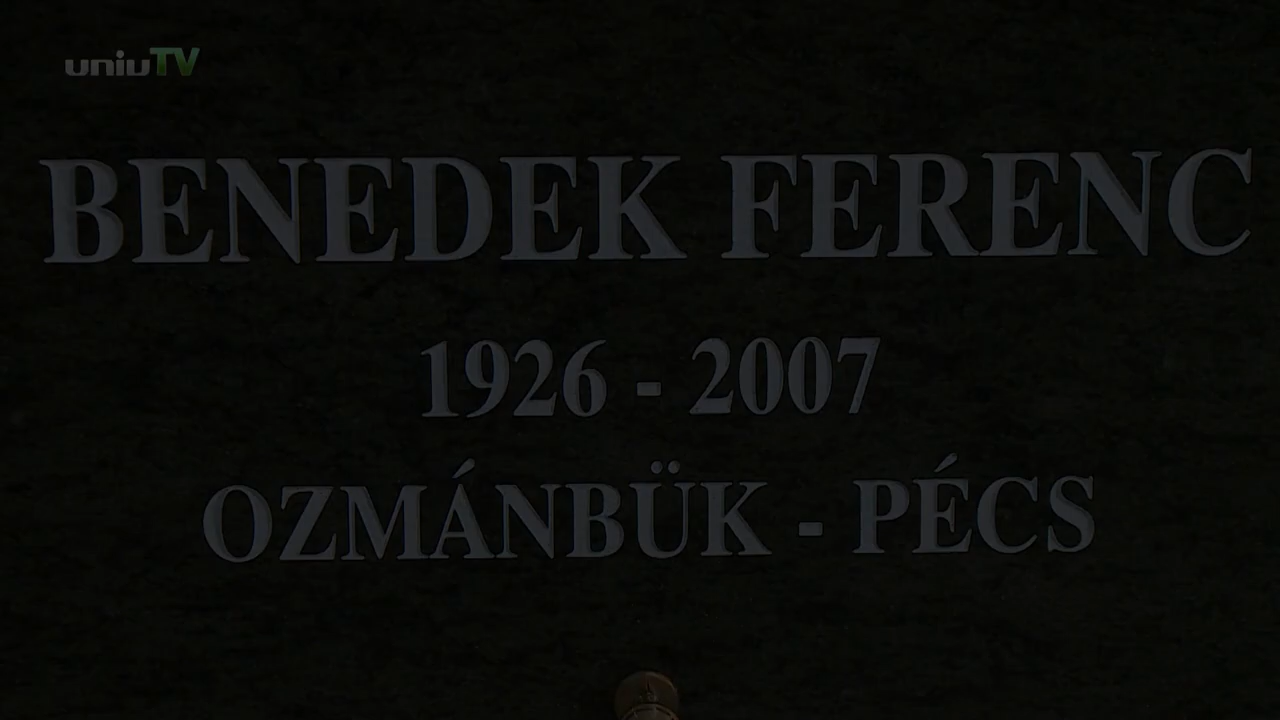 uniuTV
BENEDEK FERENC
1926 - 2007
OZMÁNBÜK - PÉCS